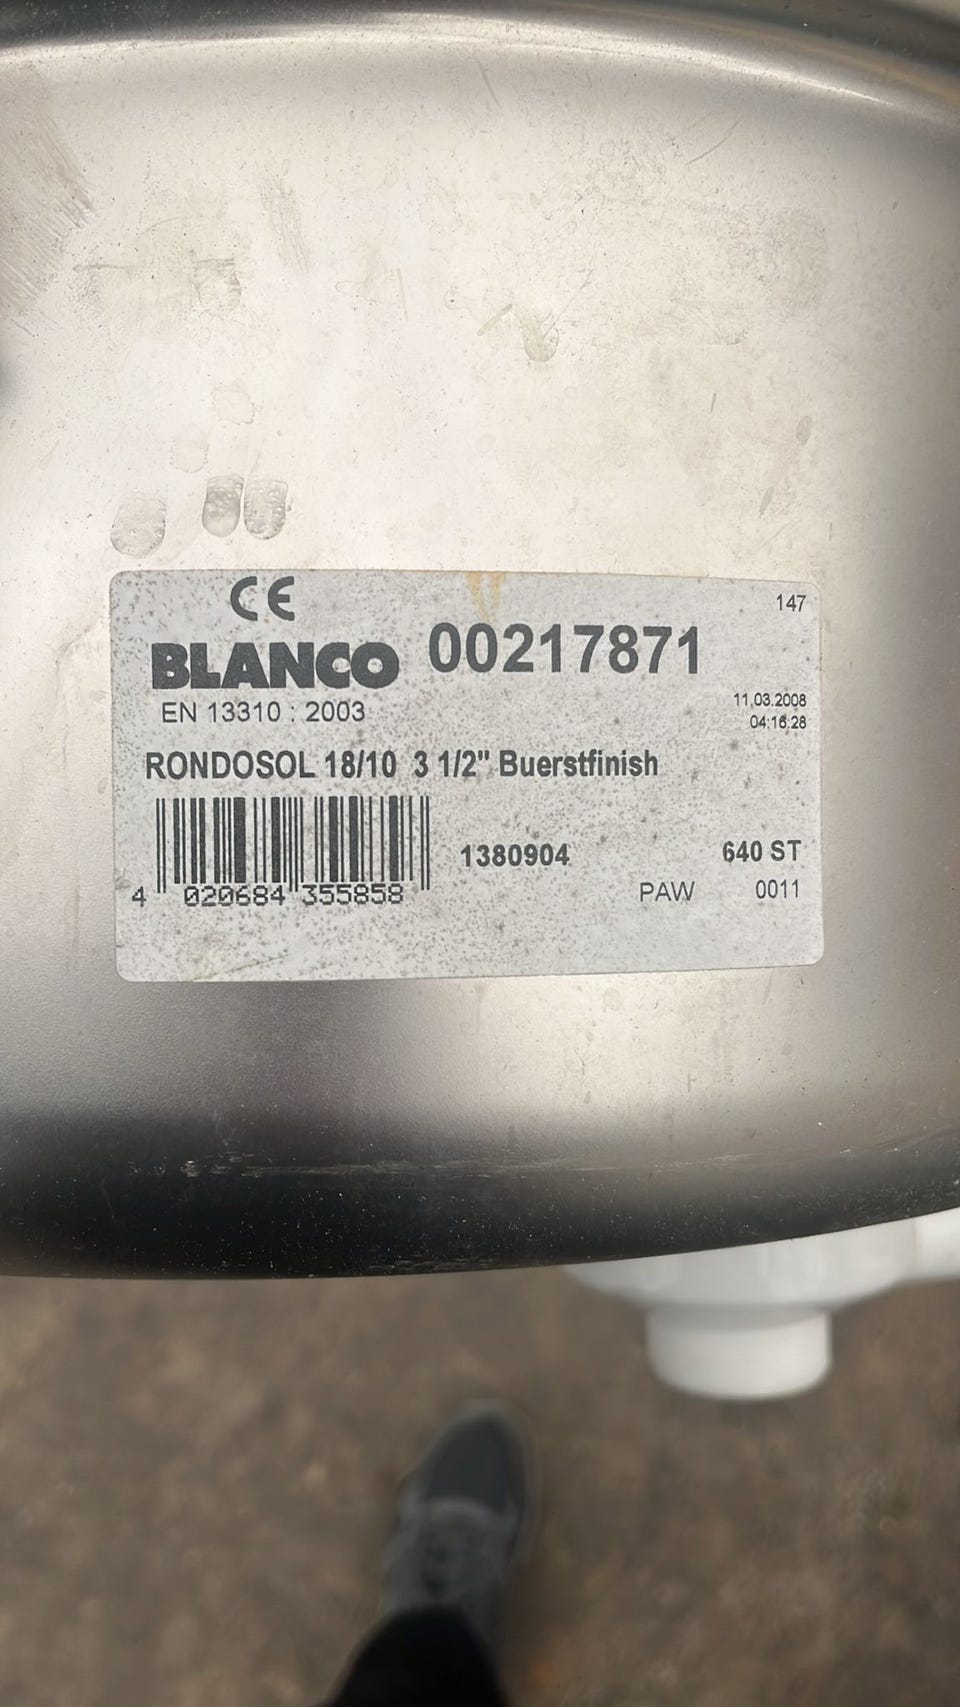 CE
147
BLANCO 00217871
EN 13310 : 2003
11.03.2008
04:16:28
RONDOSOL 18/10 3 1/2" Buerstfinish
1380904 640 ST
4 020684 355858
PAW 0011